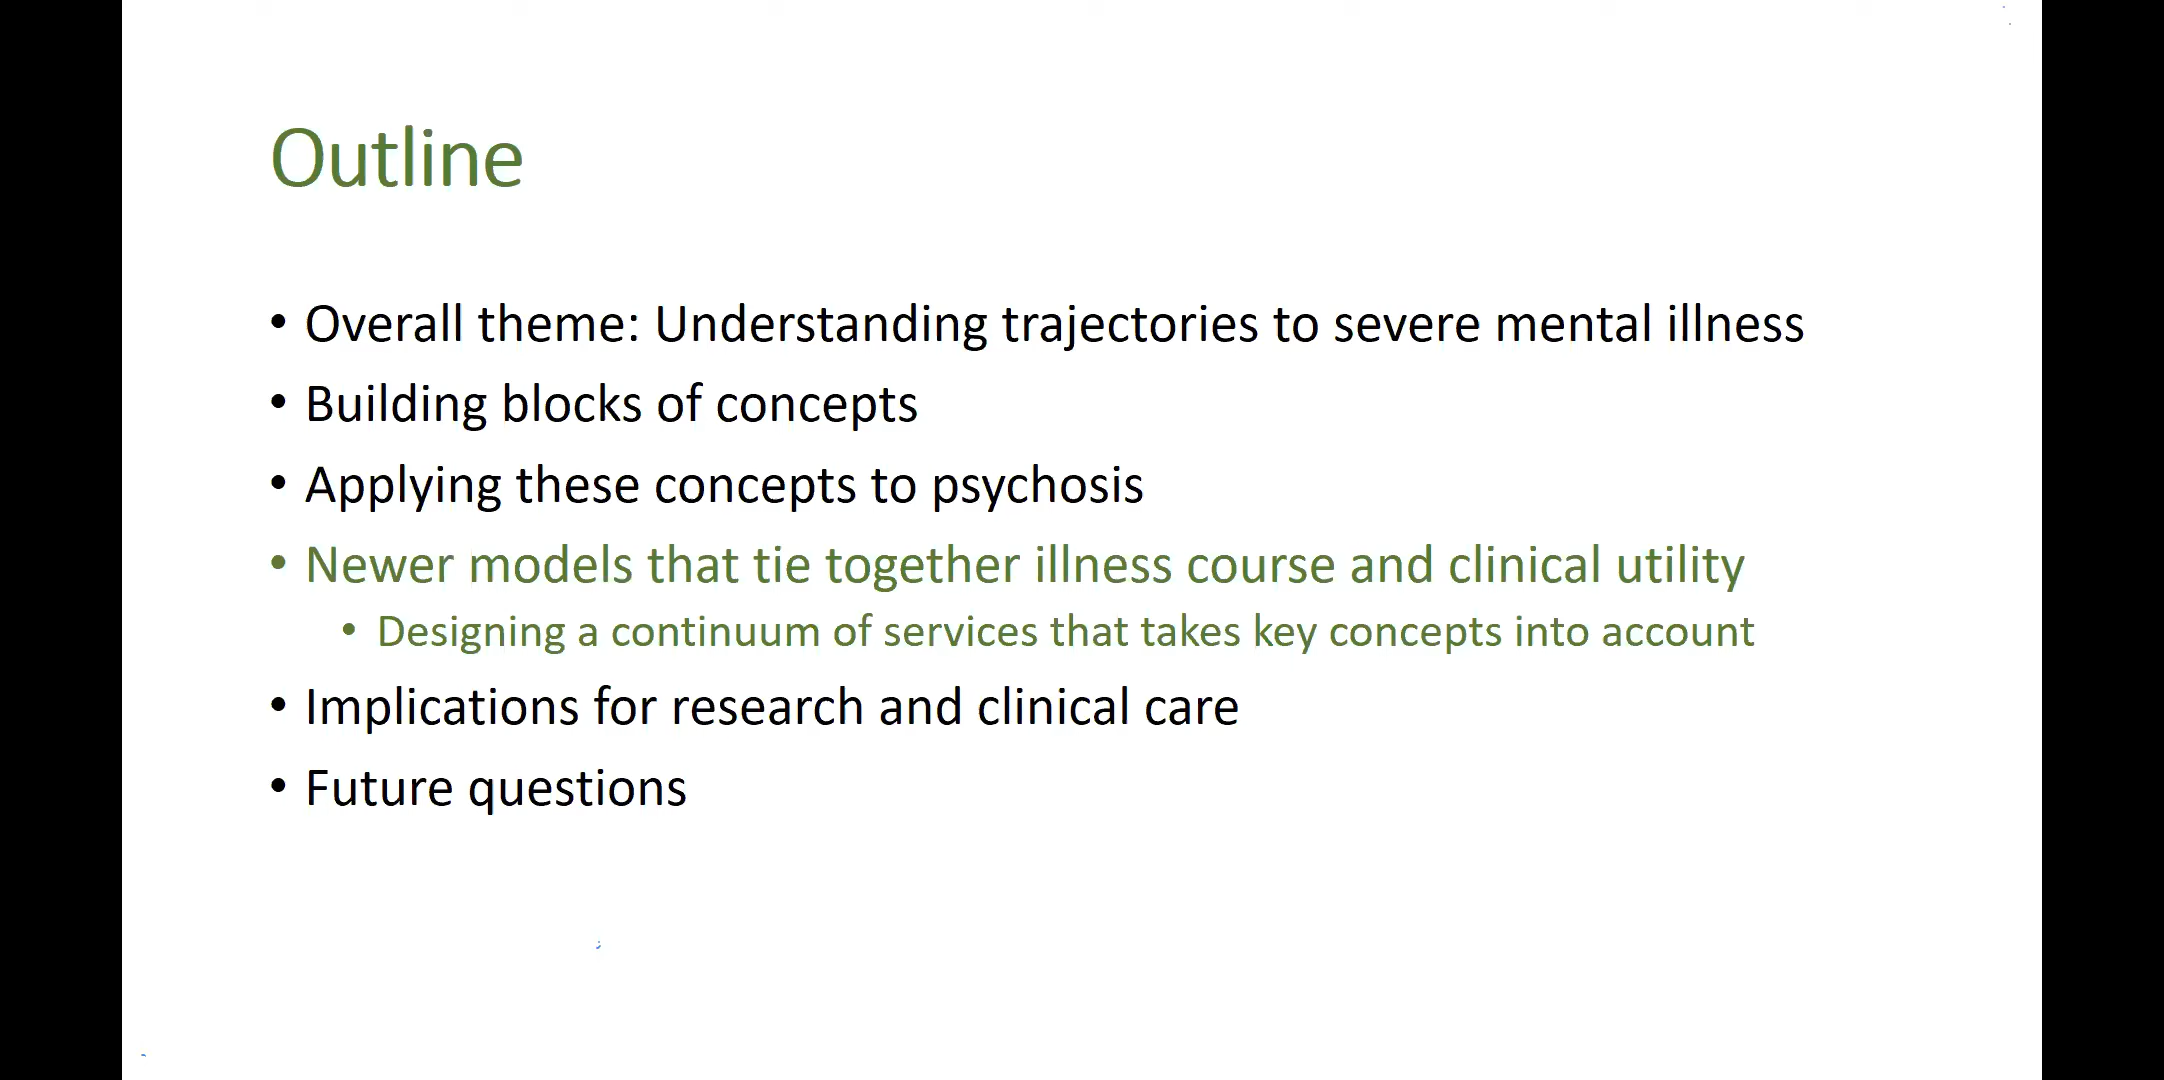 Outline
• Overall theme: Understanding trajectories to severe mental illness
• Building blocks of concepts
• Applying these concepts to psychosis
• Newer models that tie together illness course and clinical utility
• Designing a continuum of services that takes key concepts into account
• Implications for research and clinical care
• Future questions